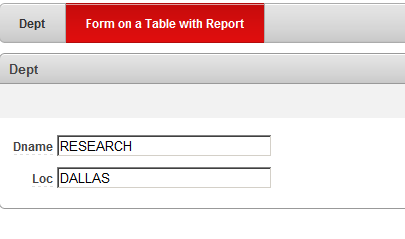 Dept Form on a Table with Report
Dept
Dname RESEARCH
Loc DALLAS